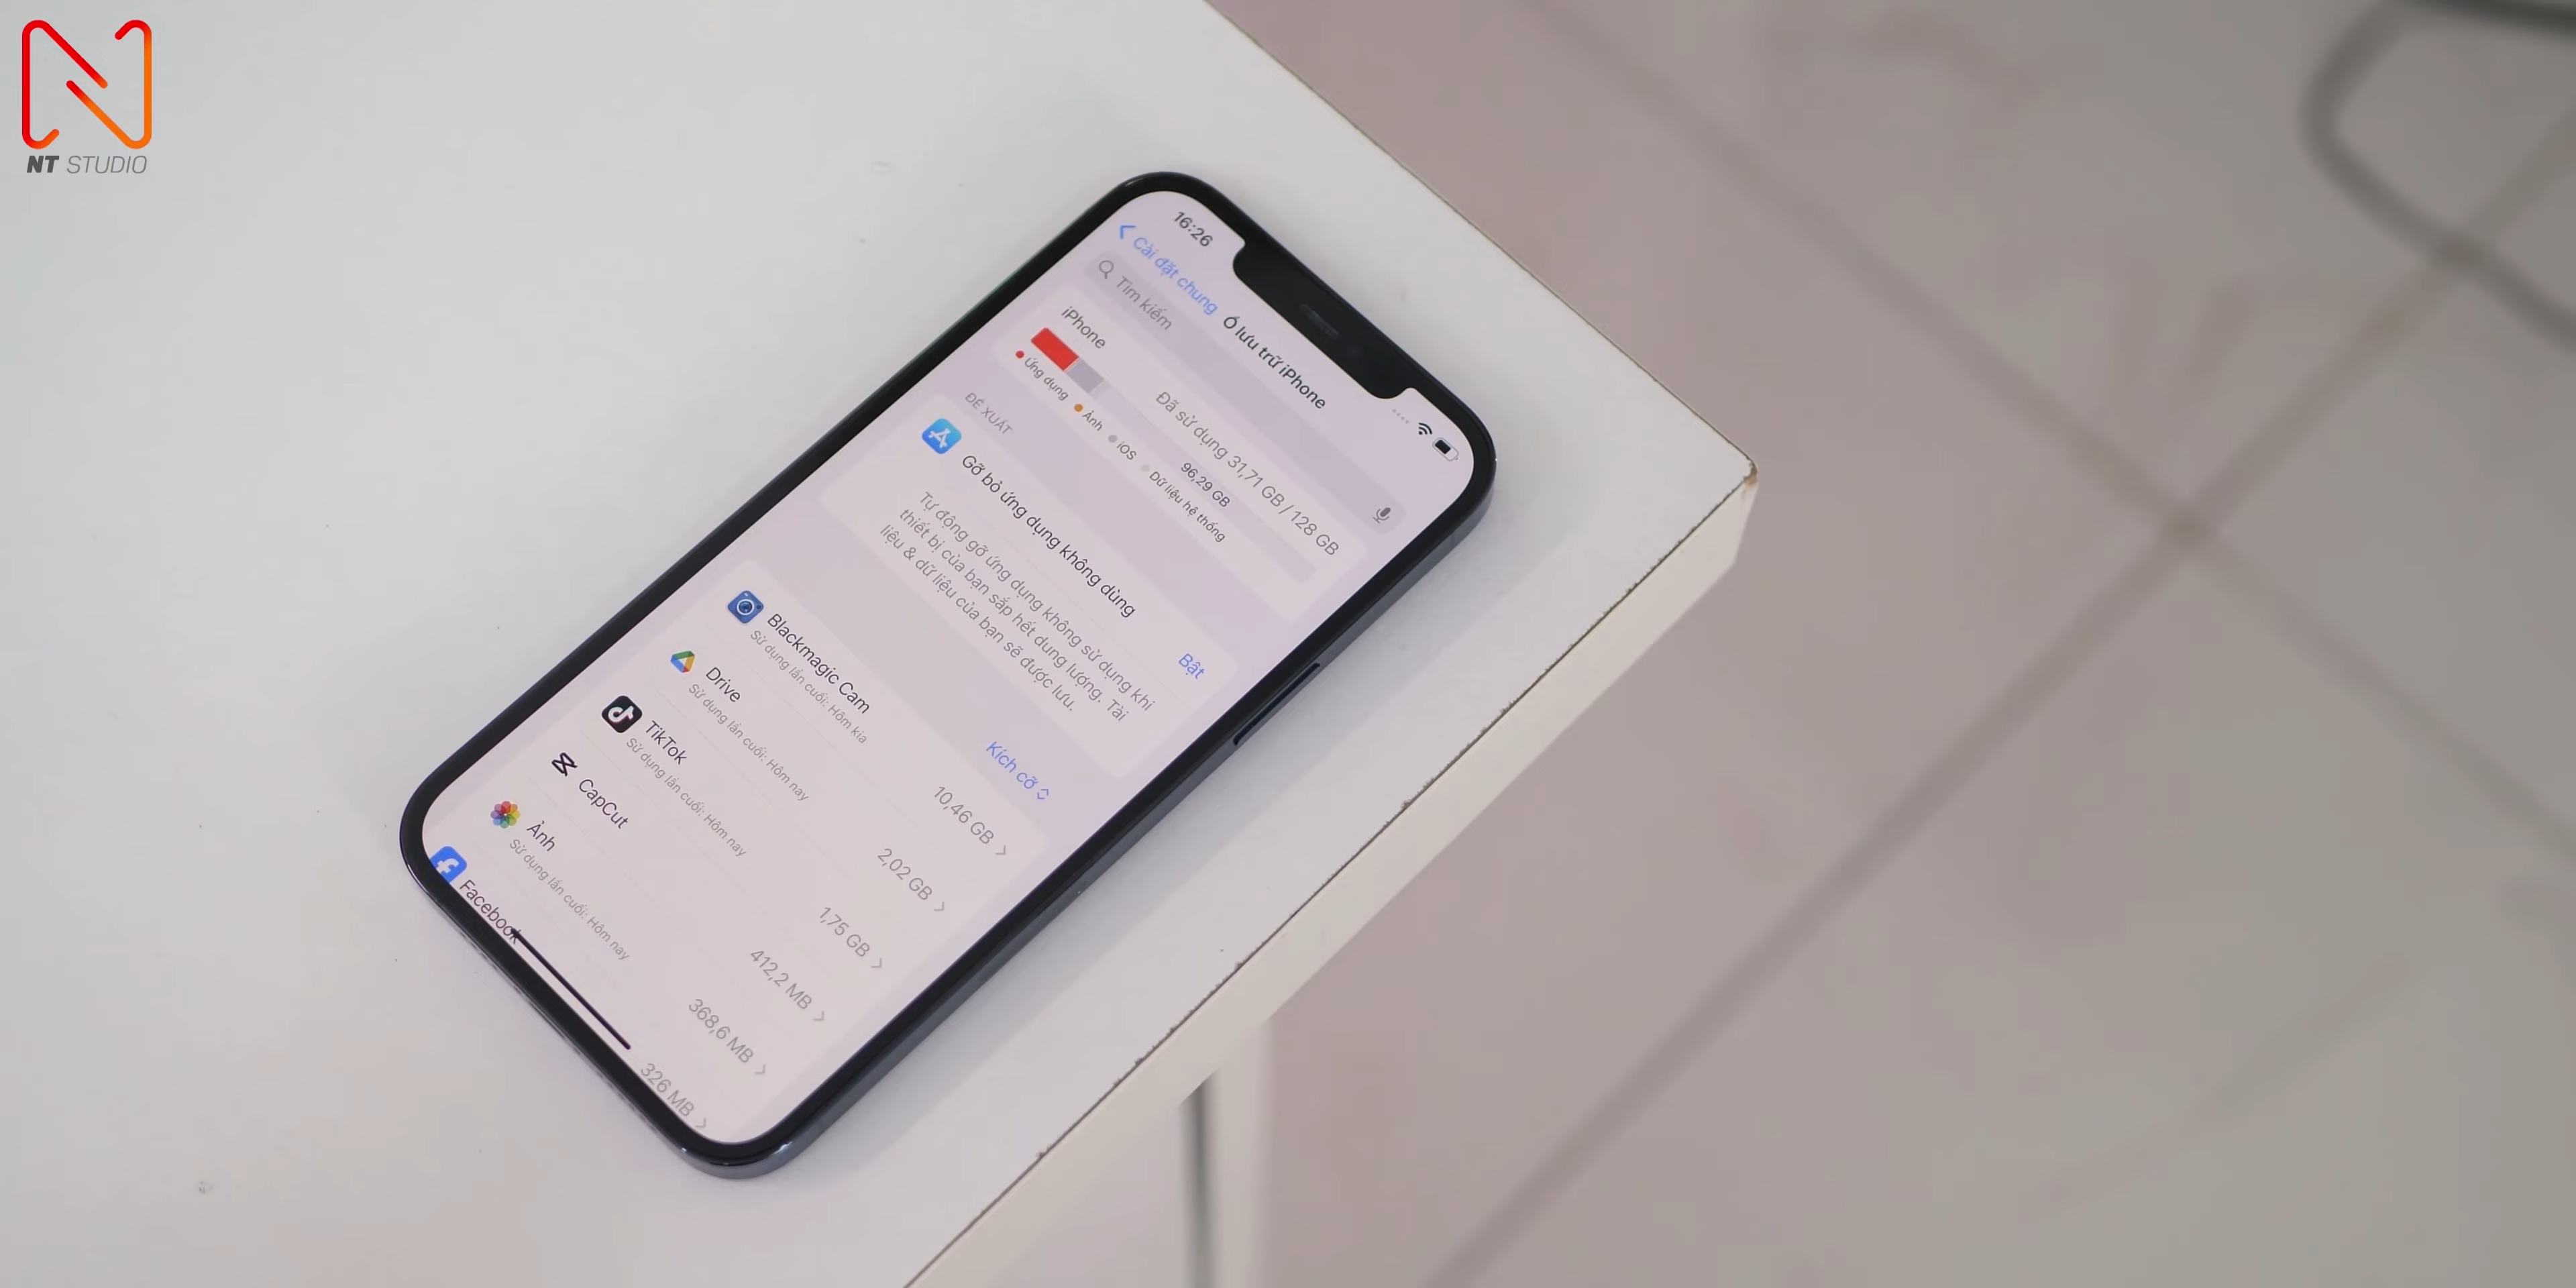 NT STUDIO
16:26
Cài đặt chung
Ổ lưu trữ iPhone
Tìm kiếm
iPhone
Đã sử dụng 31,71 GB / 128 GB
96,29 GB
Ứng dụng
Ảnh
iOS
Dữ liệu hệ thống
ĐỀ XUẤT
Gỡ bỏ ứng dụng không dùng
Bật
Tự động gỡ ứng dụng không sử dụng khi
thiết bị của bạn sắp hết dung lượng. Tài
liệu & dữ liệu của bạn sẽ được lưu.
Kích cỡ
Blackmagic Cam
10,46 GB
Sử dụng lần cuối: Hôm kia
Drive
2,02 GB
Sử dụng lần cuối: Hôm nay
TikTok
1,75 GB
Sử dụng lần cuối: Hôm nay
CapCut
412,2 MB
Ảnh
368,6 MB
Sử dụng lần cuối: Hôm nay
Facebook
326 MB